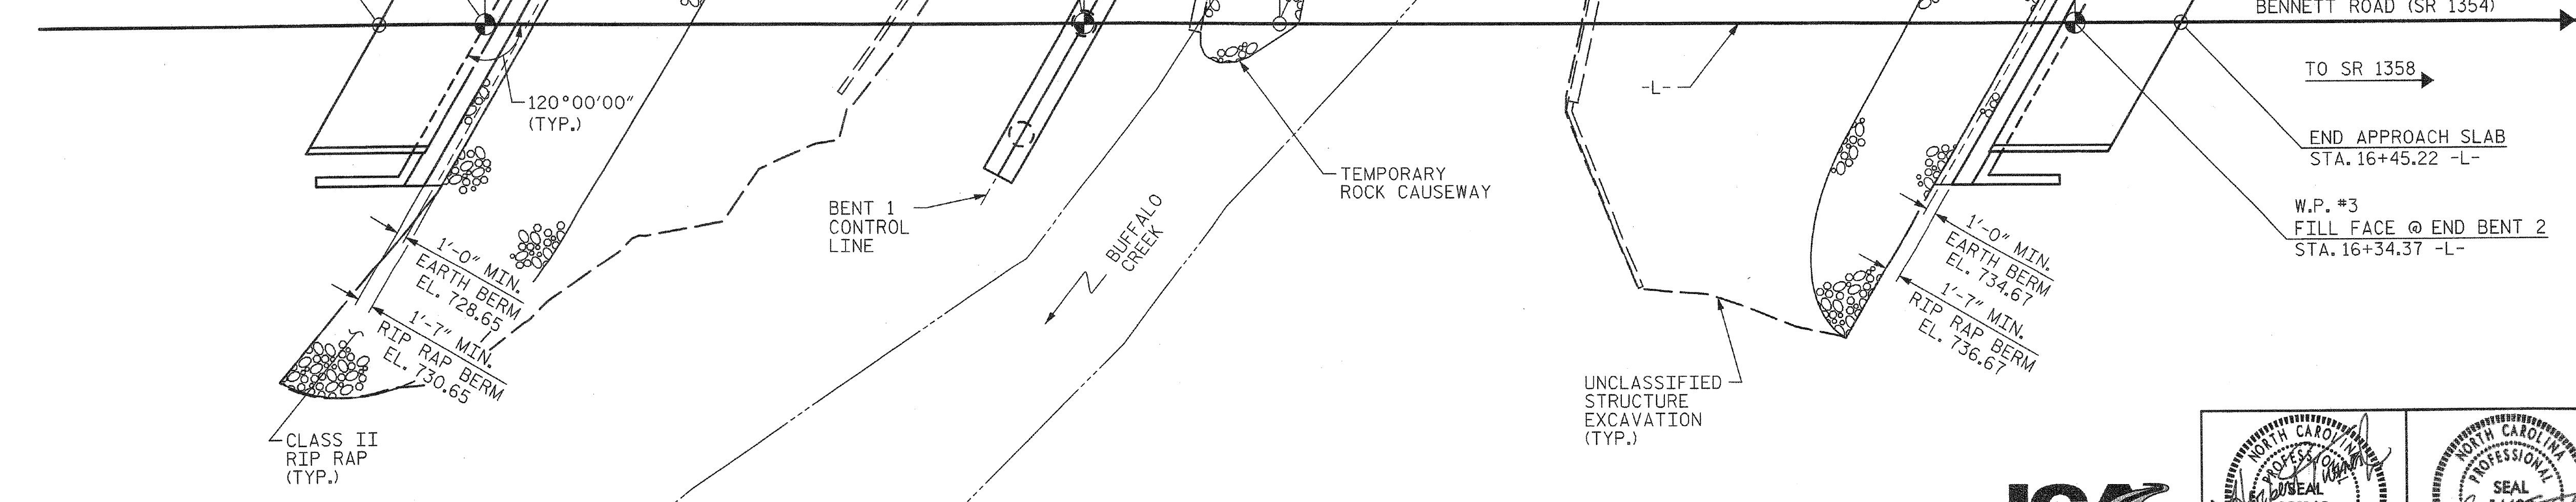 BENNETT ROAD (SR 1354)
TO SR 1358
-L-
120°00'00"
(TYP.)
END APPROACH SLAB
STA. 16+45.22 -L-
TEMPORARY
ROCK CAUSEWAY
BENT 1
CONTROL
LINE
BUFFALO
CREEK
W.P. #3
FILL FACE @ END BENT 2
STA. 16+34.37 -L-
1'-0" MIN.
EARTH BERM
EL. 728.65
1'-7" MIN.
RIP RAP BERM
EL. 730.65
1'-0" MIN.
EARTH BERM
EL. 734.67
1'-7" MIN.
RIP RAP BERM
EL. 736.67
UNCLASSIFIED
STRUCTURE
EXCAVATION
(TYP.)
CLASS II
RIP RAP
(TYP.)
NORTH CAROLINA
PROFESSIONAL
SEAL
NORTH CAROLINA
PROFESSIONAL
SEAL